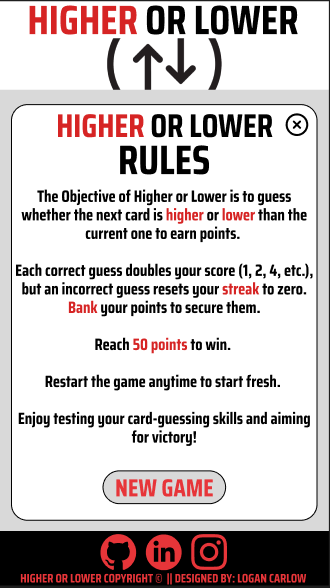 HIGHER OR LOWER
(↑↓)
HIGHER OR LOWER
RULES
The Objective of Higher or Lower is to guess
whether the next card is higher or lower than the
current one to earn points.
Each correct guess doubles your score (1, 2, 4, etc.),
but an incorrect guess resets your streak to zero.
Bank your points to secure them.
Reach 50 points to win.
Restart the game anytime to start fresh.
Enjoy testing your card-guessing skills and aiming
for victory!
NEW GAME
in
HIGHER OR LOWER COPYRIGHT © || DESIGNED BY: LOGAN CARLOW